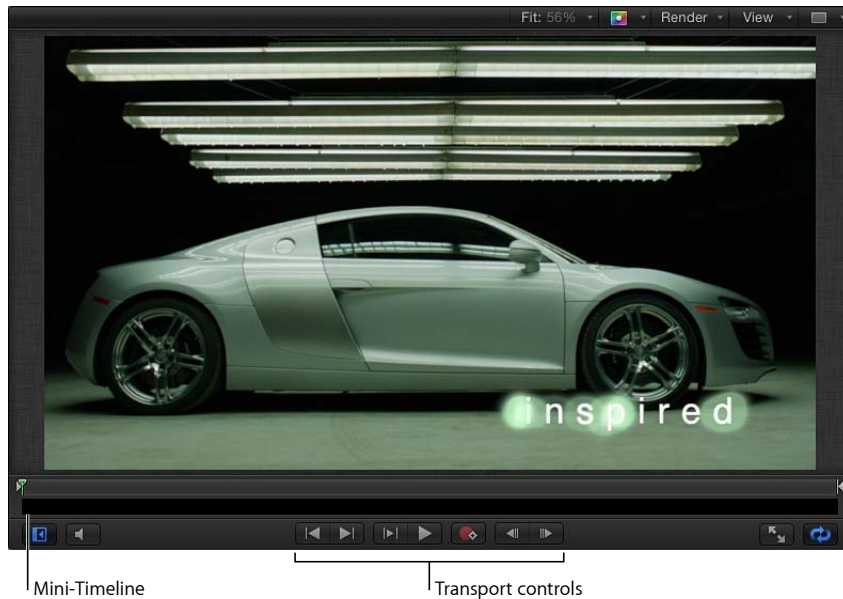 Fit: 56% Render View
inspired
Mini-Timeline
Transport controls